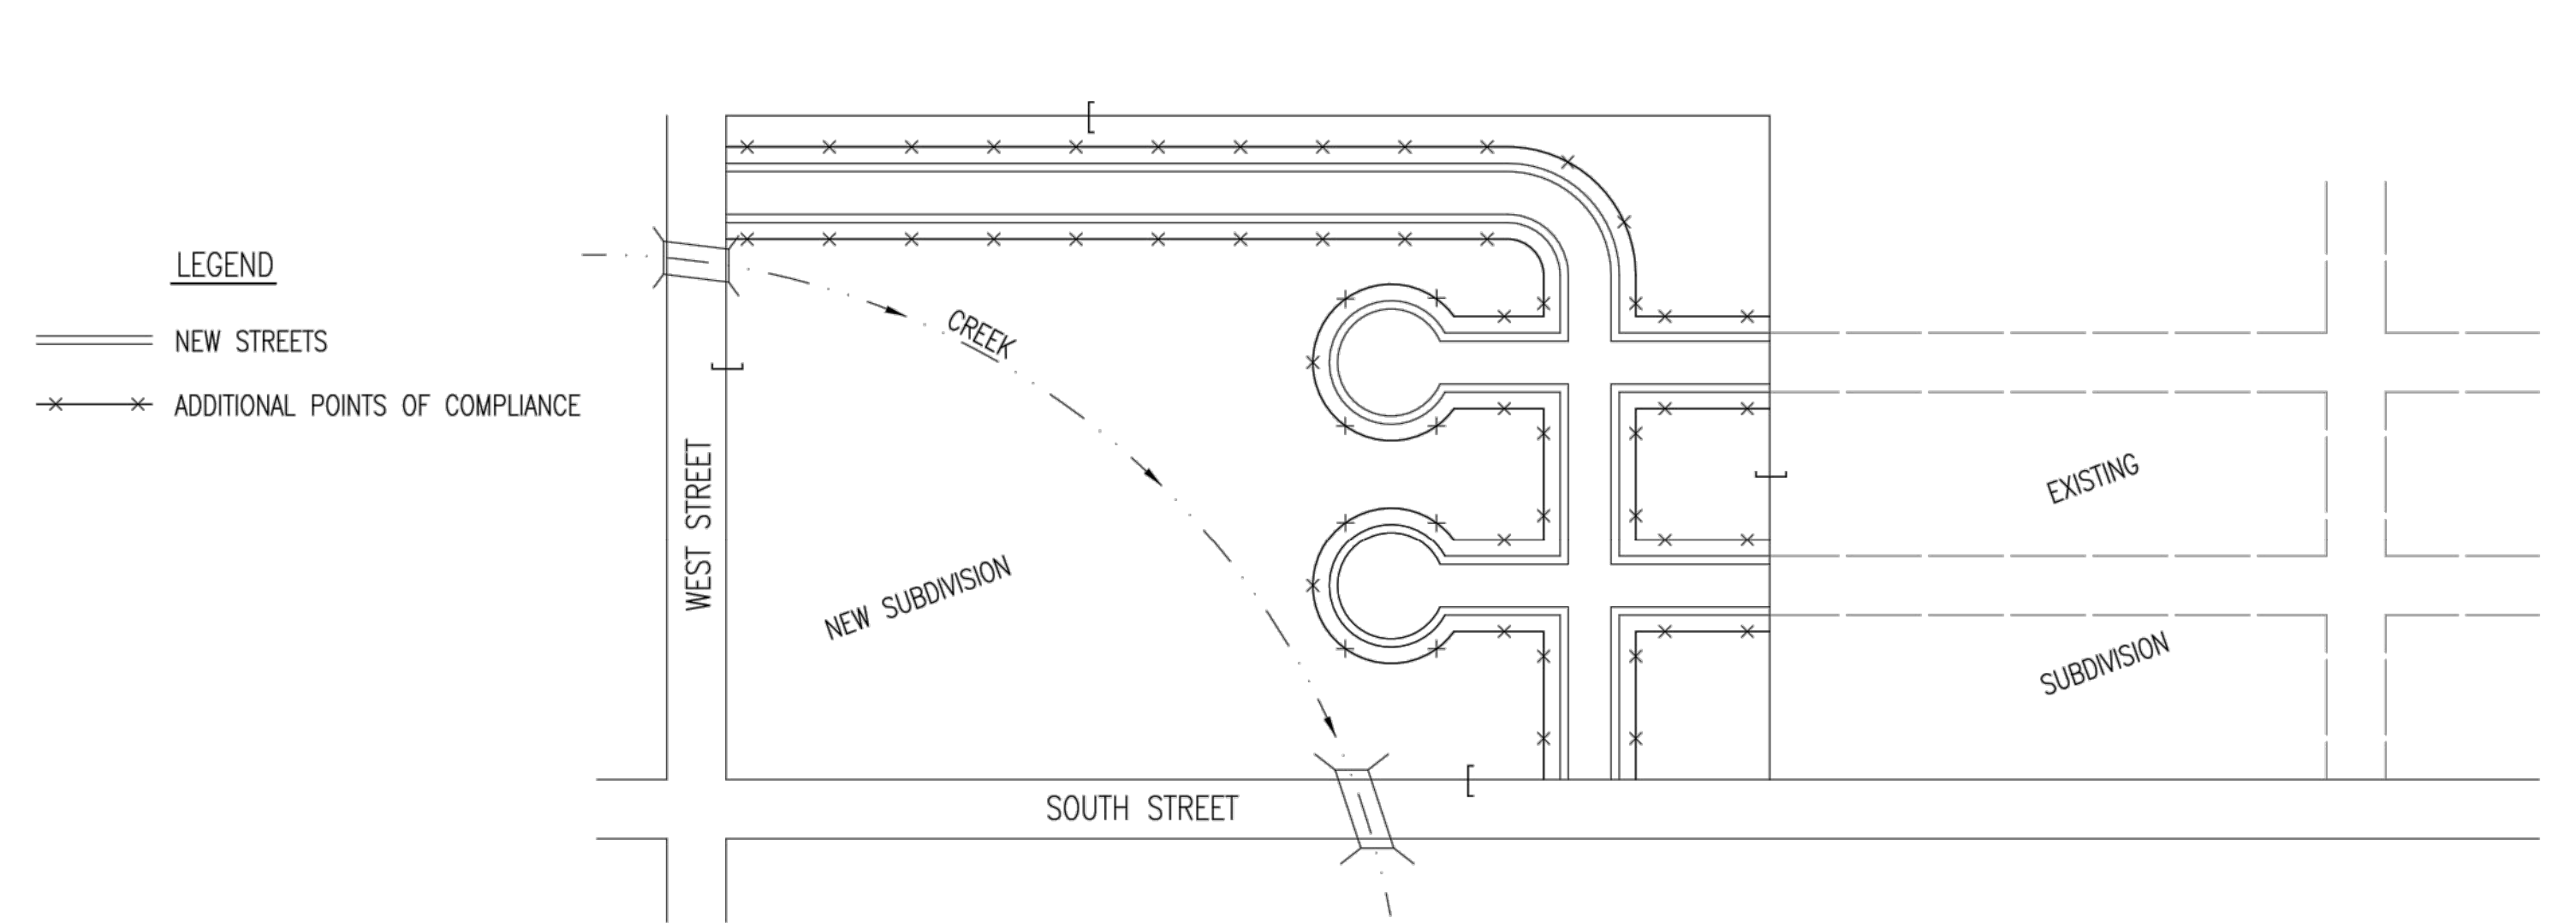 LEGEND
NEW STREETS
ADDITIONAL POINTS OF COMPLIANCE
WEST STREET
CREEK
NEW SUBDIVISION
SOUTH STREET
EXISTING
SUBDIVISION